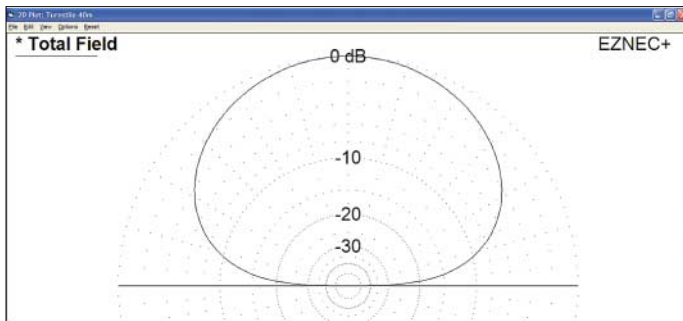 2D Plot: Turnstile 40m
File Edit View Options Reset
* Total Field
EZNEC+
0 dB
-10
-20
-30